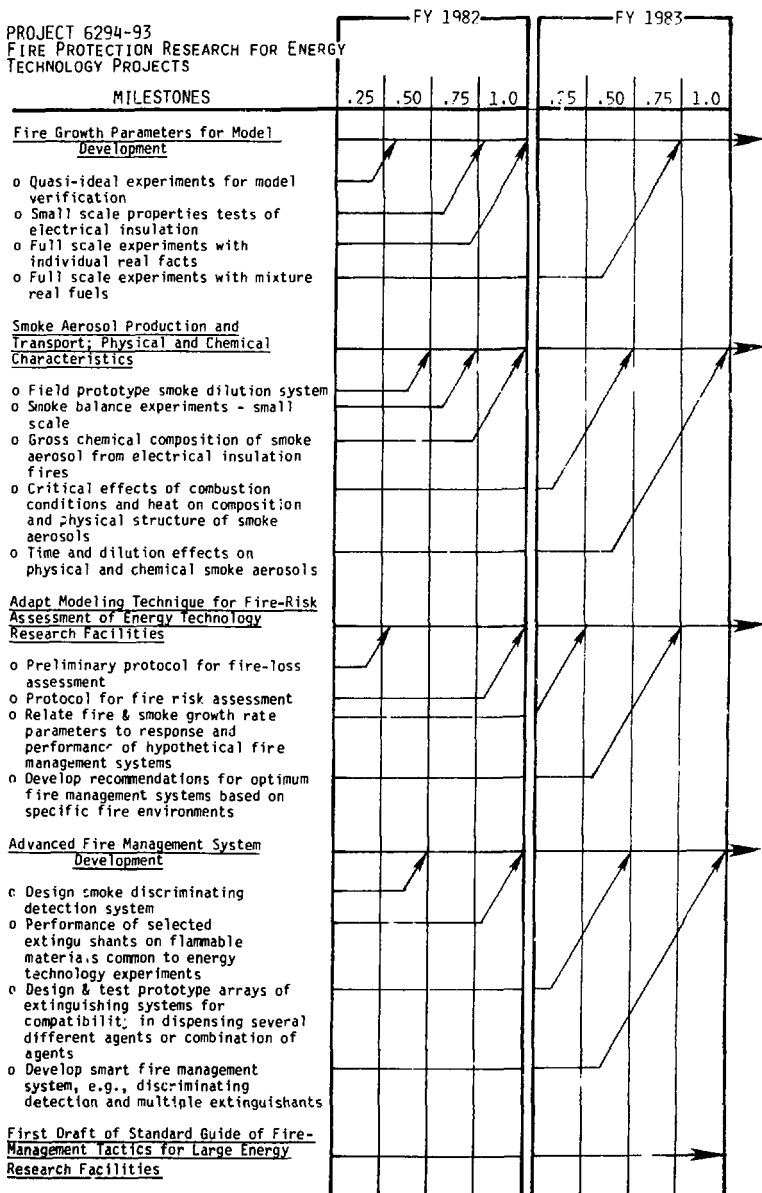 PROJECT 6294-93
FIRE PROTECTION RESEARCH FOR ENERGY
TECHNOLOGY PROJECTS
FY 1982
FY 1983
MILESTONES
.25 .50 .75 1.0 .25 .50 .75 1.0
Fire Growth Parameters for Model
Development
o Quasi-ideal experiments for model
verification
o Small scale properties tests of
electrical insulation
o Full scale experiments with
individual real facts
o Full scale experiments with mixture
real fuels
Smoke Aerosol Production and
Transport; Physical and Chemical
Characteristics
o Field prototype smoke dilution system
o Smoke balance experiments - small
scale
o Gross chemical composition of smoke
aerosol from electrical insulation
fires
o Critical effects of combustion
conditions and heat on composition
and physical structure of smoke
aerosols
o Time and dilution effects on
physical and chemical smoke aerosols
Adapt Modeling Technique for Fire-Risk
Assessment of Energy Technology
Research Facilities
o Preliminary protocol for fire-loss
assessment
o Protocol for fire risk assessment
o Relate fire & smoke growth rate
parameters to response and
performance of hypothetical fire
management systems
o Develop recommendations for optimum
fire management systems based on
specific fire environments
Advanced Fire Management System
Development
o Design smoke discriminating
detection system
o Performance of selected
extingu shants on flammable
materials common to energy
technology experiments
o Design & test prototype arrays of
extinguishing systems for
compatibility in dispensing several
different agents or combination of
agents
o Develop smart fire management
system, e.g., discriminating
detection and multiple extinguishants
First Draft of Standard Guide of Fire-
Management Tactics for Large Energy
Research Facilities